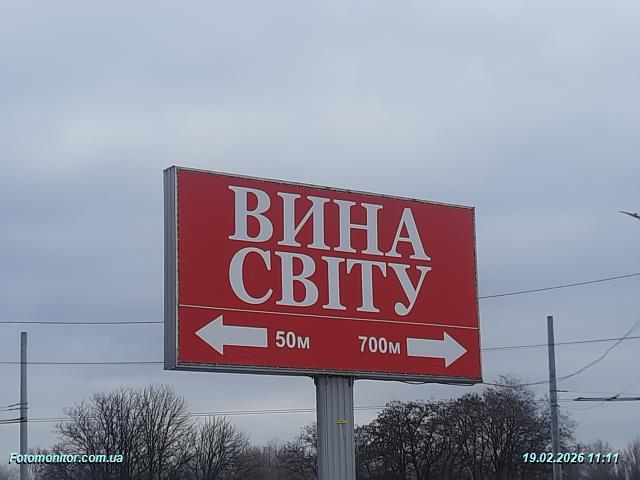 ВИНА
СВІТУ
50м 700м
Fotomonitor.com.ua
19.02.2026 11:11